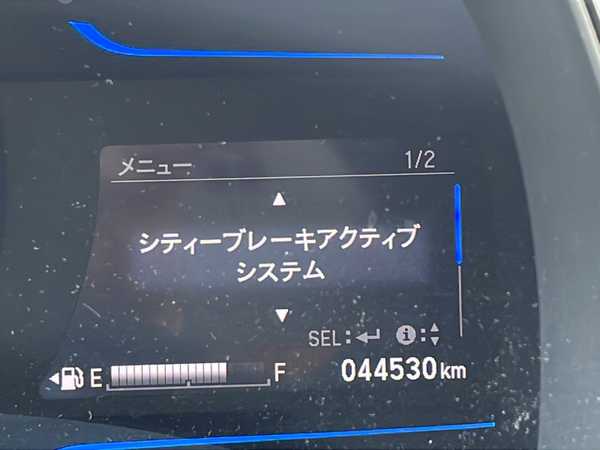 メニュー 1/2
▲
シティーブレーキアクティブ
システム
▼
SEL:↵ i:▲▼
E F 044530km